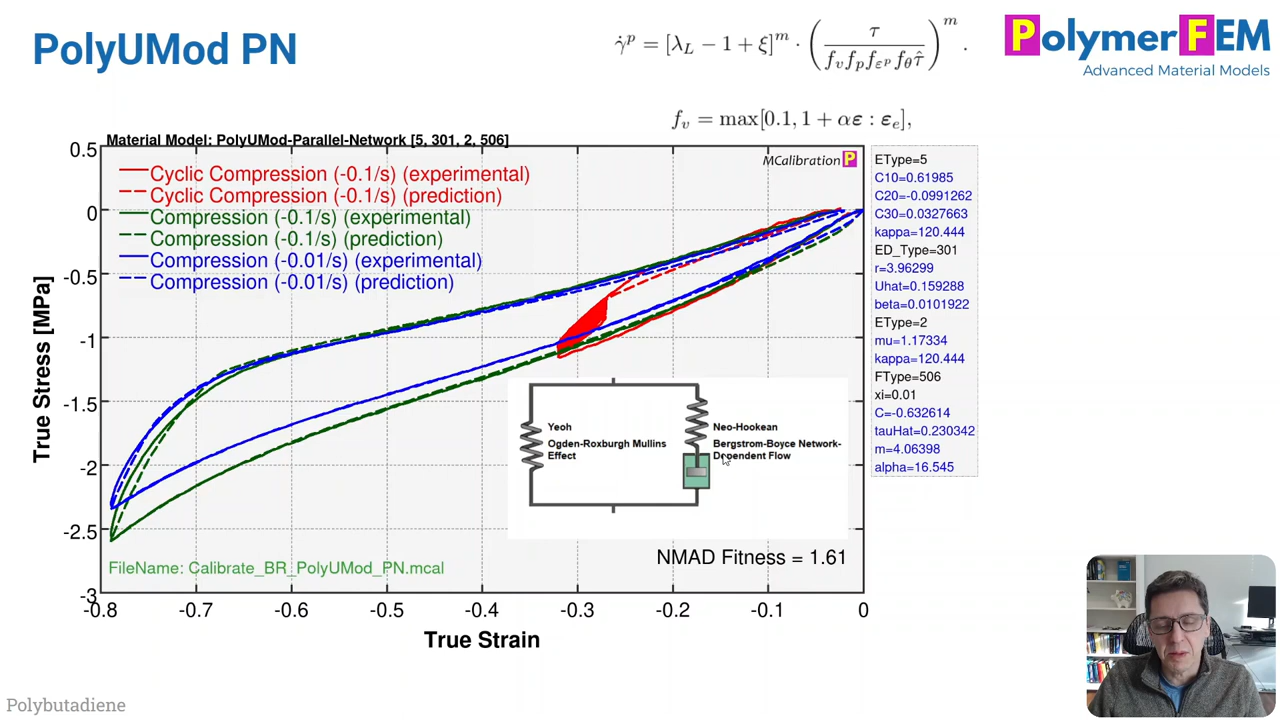 PolyUMod PN
γ̇^p = [λ_L − 1 + ξ]^m · (τ / (f_v f_p f_{ε^p} f_θ τ̂))^m .
f_v = max[0.1, 1 + αε : ε_e],
PolymerFEM
Advanced Material Models
Material Model: PolyUMod-Parallel-Network [5, 301, 2, 506]
MCalibration P
Cyclic Compression (-0.1/s) (experimental)
Cyclic Compression (-0.1/s) (prediction)
Compression (-0.1/s) (experimental)
Compression (-0.1/s) (prediction)
Compression (-0.01/s) (experimental)
Compression (-0.01/s) (prediction)
0.5
0
-0.5
-1
-1.5
-2
-2.5
-3
True Stress [MPa]
EType=5
C10=0.61985
C20=-0.0991262
C30=0.0327663
kappa=120.444
ED_Type=301
r=3.96299
Uhat=0.159288
beta=0.0101922
EType=2
mu=1.17334
kappa=120.444
FType=506
xi=0.01
C=-0.632614
tauHat=0.230342
m=4.06398
alpha=16.545
Yeoh
Ogden-Roxburgh Mullins
Effect
Neo-Hookean
Bergstrom-Boyce Network-
Dependent Flow
NMAD Fitness = 1.61
FileName: Calibrate_BR_PolyUMod_PN.mcal
-0.8 -0.7 -0.6 -0.5 -0.4 -0.3 -0.2 -0.1 0
True Strain
Polybutadiene